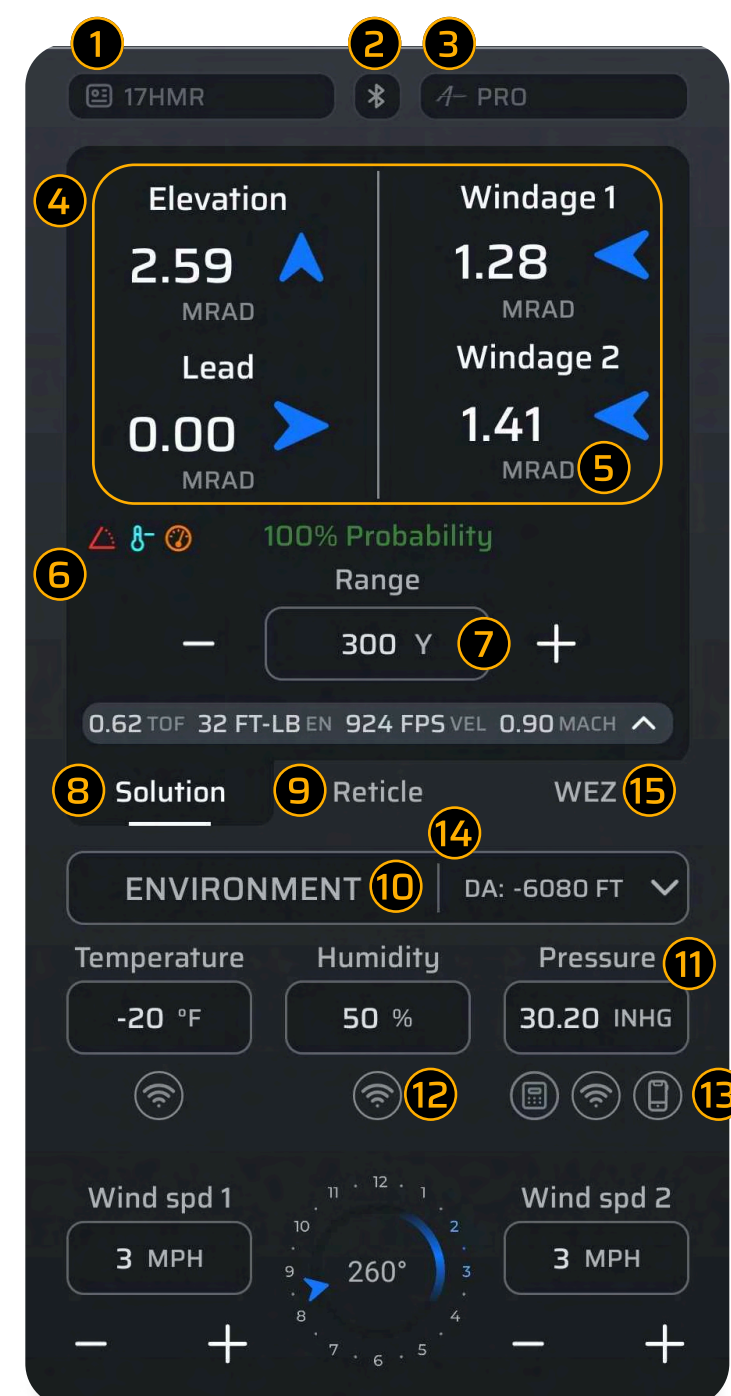 1 2 3
17HMR PRO
4
Elevation Windage 1
2.59 1.28
MRAD MRAD
Lead Windage 2
0.00 1.41
MRAD MRAD 5
100% Probability
6
Range
300 Y 7
0.62 TOF 32 FT-LB EN 924 FPS VEL 0.90 MACH
8 Solution 9 Reticle WEZ 15
14
ENVIRONMENT 10 DA: -6080 FT
Temperature Humidity Pressure 11
-20 °F 50 % 30.20 INHG
12 13
Wind spd 1 Wind spd 2
3 MPH 3 MPH
12
11 1
10 2
9 260° 3
8 4
7 5
6